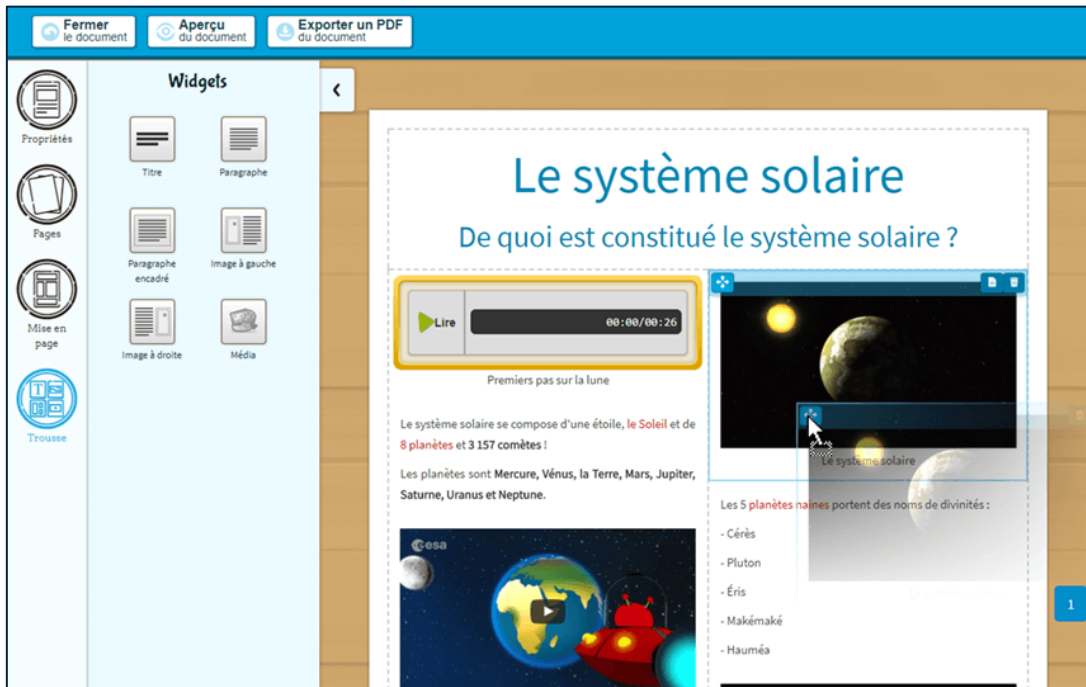 Fermer
le document
Aperçu
du document
Exporter un PDF
du document
Propriétés
Pages
Mise en
page
Trousse
Widgets
Titre
Paragraphe
Paragraphe
encadré
Image à gauche
Image à droite
Média
Le système solaire
De quoi est constitué le système solaire ?
Lire
00:00/00:26
Premiers pas sur la lune
Le système solaire se compose d'une étoile, le Soleil et de
8 planètes et 3 157 comètes !
Les planètes sont Mercure, Vénus, la Terre, Mars, Jupiter,
Saturne, Uranus et Neptune.
esa
Le système solaire
Les 5 planètes naines portent des noms de divinités :
- Cérès
- Pluton
- Éris
- Makémaké
- Hauméa
1